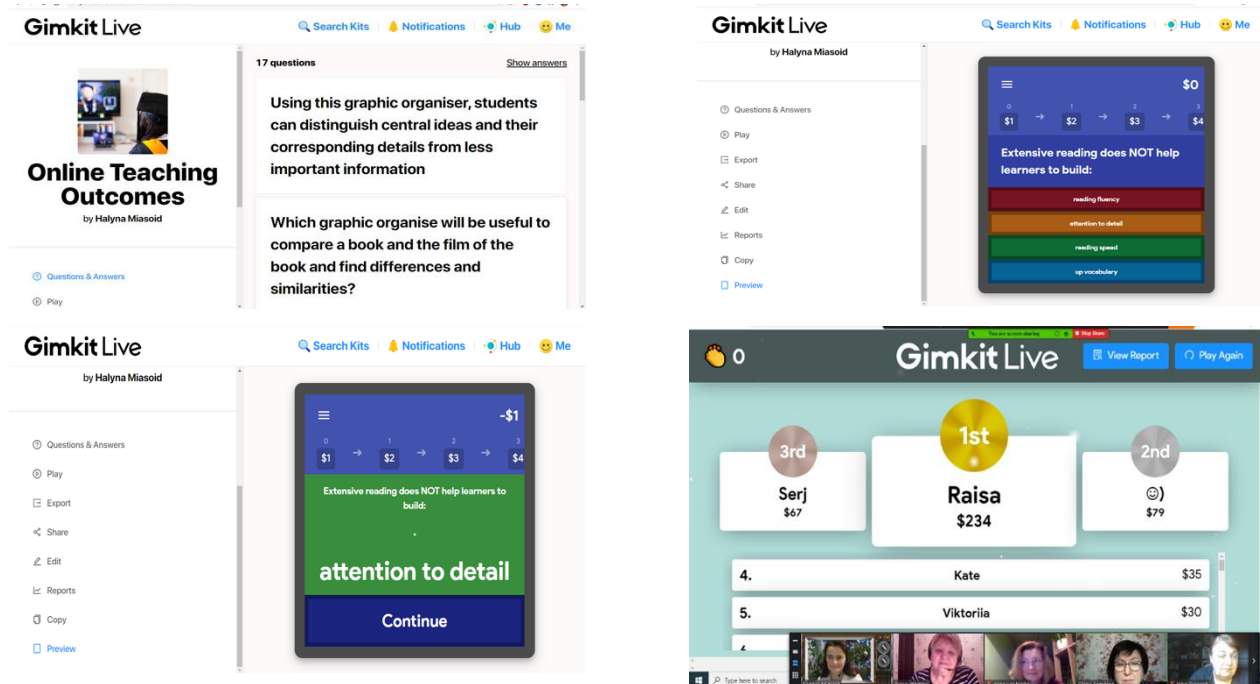 Gimkit Live
Search Kits
Notifications
Hub
Me
Online Teaching
Outcomes
by Halyna Miasoid
Questions & Answers
Play
17 questions
Show answers
Using this graphic organiser, students
can distinguish central ideas and their
corresponding details from less
important information
Which graphic organise will be useful to
compare a book and the film of the
book and find differences and
similarities?
Gimkit Live
Search Kits
Notifications
Hub
Me
by Halyna Miasoid
Questions & Answers
Play
Export
Share
Edit
Reports
Copy
Preview
$0
0 1 2 3
$1 → $2 → $3 → $4
Extensive reading does NOT help
learners to build:
reading fluency
attention to detail
reading speed
up vocabulery
Gimkit Live
Search Kits
Notifications
Hub
Me
by Halyna Miasoid
Questions & Answers
Play
Export
Share
Edit
Reports
Copy
Preview
-$1
0 1 2 3
$1 → $2 → $3 → $4
Extensive reading does NOT help learners to
build:
attention to detail
Continue
You are screen sharing
Stop Share
0
Gimkit Live
View Report
Play Again
3rd
Serj
$67
1st
Raisa
$234
2nd
☺)
$79
4. Kate $35
5. Viktoriia $30
Type here to search